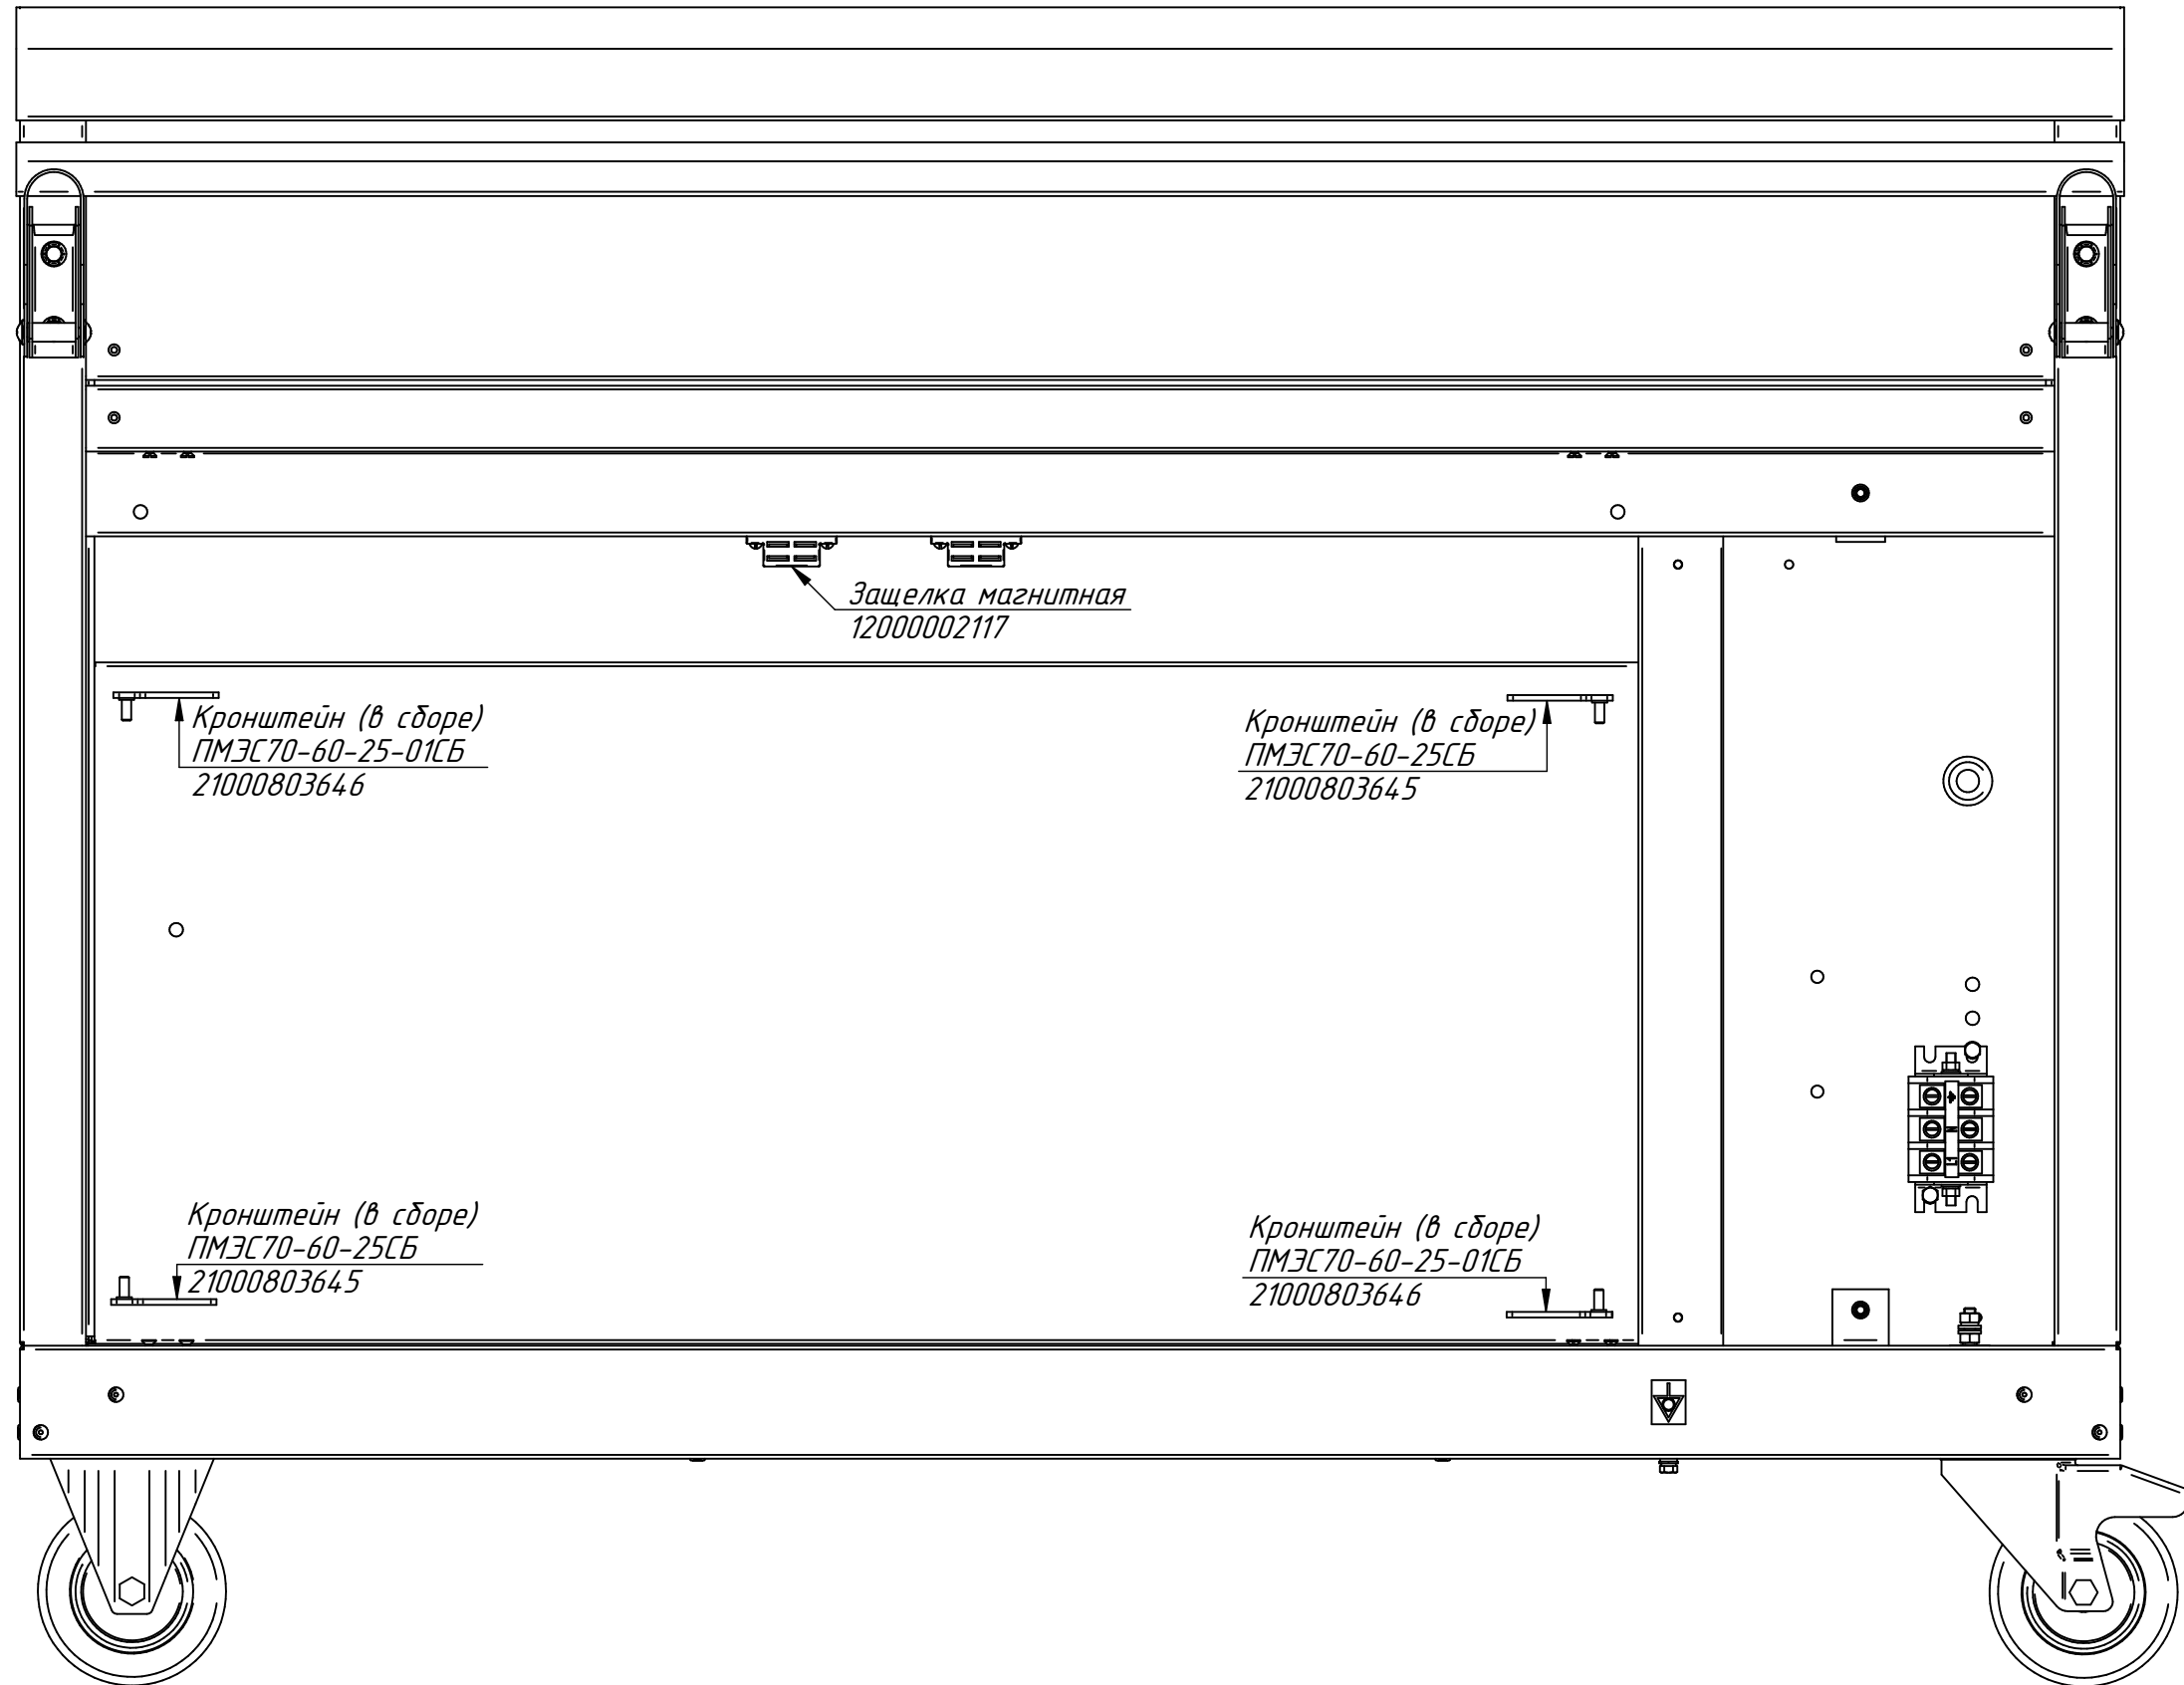 Защелка магнитная
12000002117
Кронштейн (в сборе)
ПМЭС70-60-25-01СБ
21000803646
Кронштейн (в сборе)
ПМЭС70-60-25СБ
21000803645
Кронштейн (в сборе)
ПМЭС70-60-25СБ
21000803645
Кронштейн (в сборе)
ПМЭС70-60-25-01СБ
21000803646